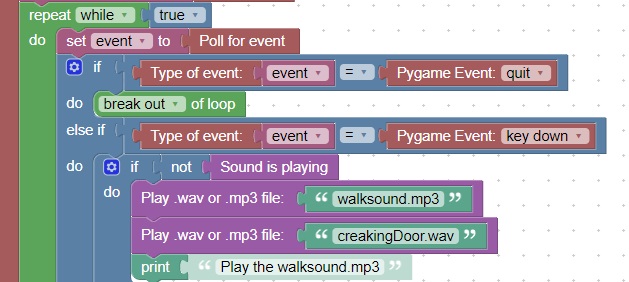 repeat while true
do set event to Poll for event
if Type of event: event = Pygame Event: quit
do break out of loop
else if Type of event: event = Pygame Event: key down
do if not Sound is playing
do Play .wav or .mp3 file: “ walksound.mp3 ”
Play .wav or .mp3 file: “ creakingDoor.wav ”
print “ Play the walksound.mp3 ”